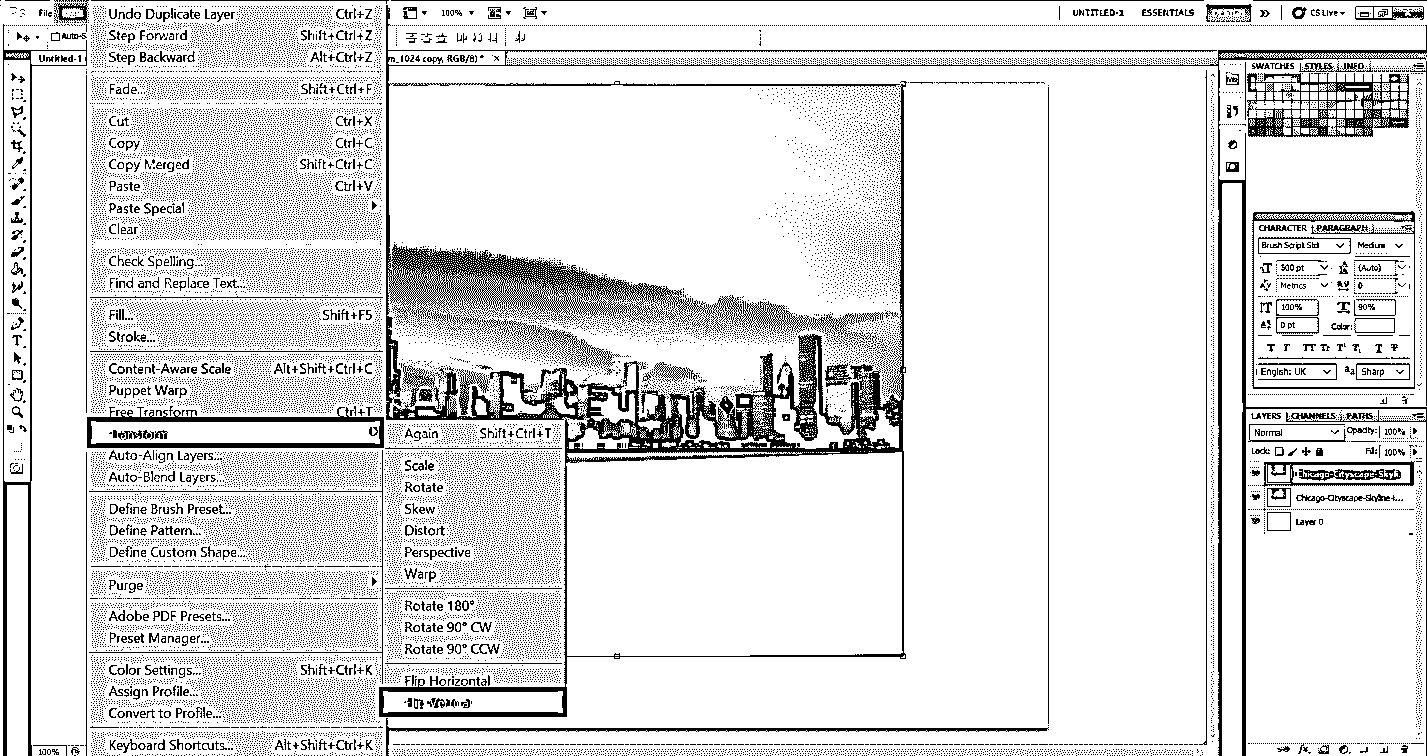 File
100%
UNTITLED-1
ESSENTIALS
CS Live
Undo Duplicate Layer Ctrl+Z
Step Forward Shift+Ctrl+Z
Step Backward Alt+Ctrl+Z
Fade... Shift+Ctrl+F
Cut Ctrl+X
Copy Ctrl+C
Copy Merged Shift+Ctrl+C
Paste Ctrl+V
Paste Special
Clear
Check Spelling...
Find and Replace Text...
Fill... Shift+F5
Stroke...
Content-Aware Scale Alt+Shift+Ctrl+C
Puppet Warp
Free Transform Ctrl+T
Transform
Auto-Align Layers...
Auto-Blend Layers...
Define Brush Preset...
Define Pattern...
Define Custom Shape...
Purge
Adobe PDF Presets...
Preset Manager...
Color Settings... Shift+Ctrl+K
Assign Profile...
Convert to Profile...
Keyboard Shortcuts... Alt+Shift+Ctrl+K
Again Shift+Ctrl+T
Scale
Rotate
Skew
Distort
Perspective
Warp
Rotate 180°
Rotate 90° CW
Rotate 90° CCW
Flip Horizontal
Flip Vertical
Untitled-1
_1024 copy, RGB/8) * ×
100%
SWATCHES STYLES INFO
CHARACTER PARAGRAPH
Brush Script Std Medium
500 pt (Auto)
Metrics 0
100% 90%
0 pt Color:
English: UK Sharp
LAYERS CHANNELS PATHS
Normal Opacity: 100%
Lock: Fill: 100%
Chicago-Cityscape-Skyl
Chicago-Cityscape-Skyline-i...
Layer 0